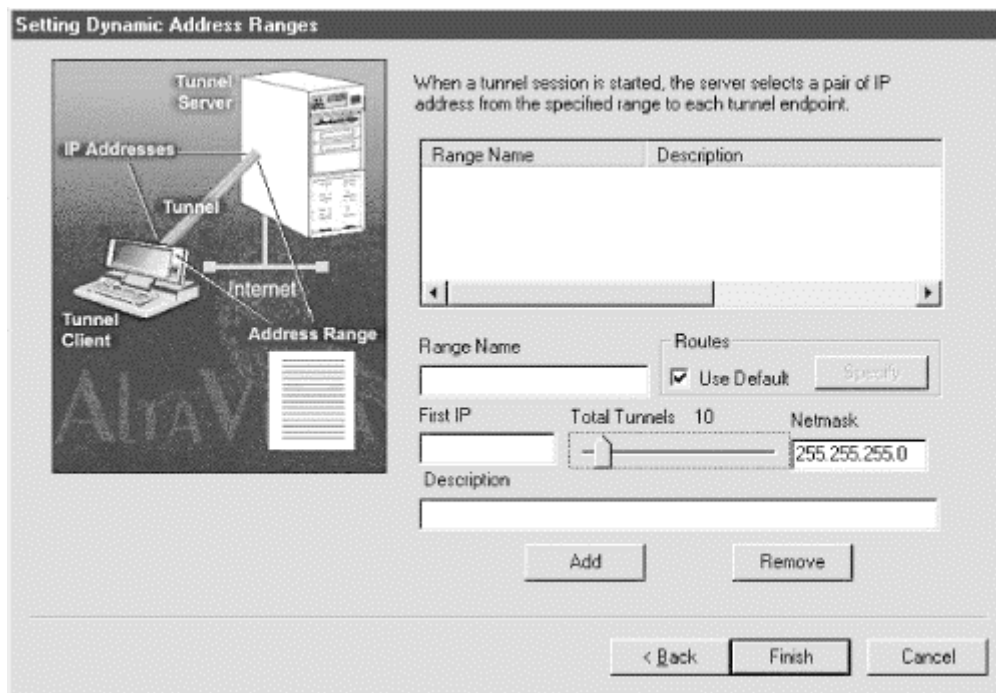 Setting Dynamic Address Ranges
Tunnel
Server
IP Addresses
Tunnel
Internet
Tunnel
Client
Address Range
ALTAVISTA
When a tunnel session is started, the server selects a pair of IP
address from the specified range to each tunnel endpoint.
Range Name Description
Range Name
Routes
Use Default Specify
First IP Total Tunnels 10 Netmask
255.255.255.0
Description
Add Remove
< Back Finish Cancel